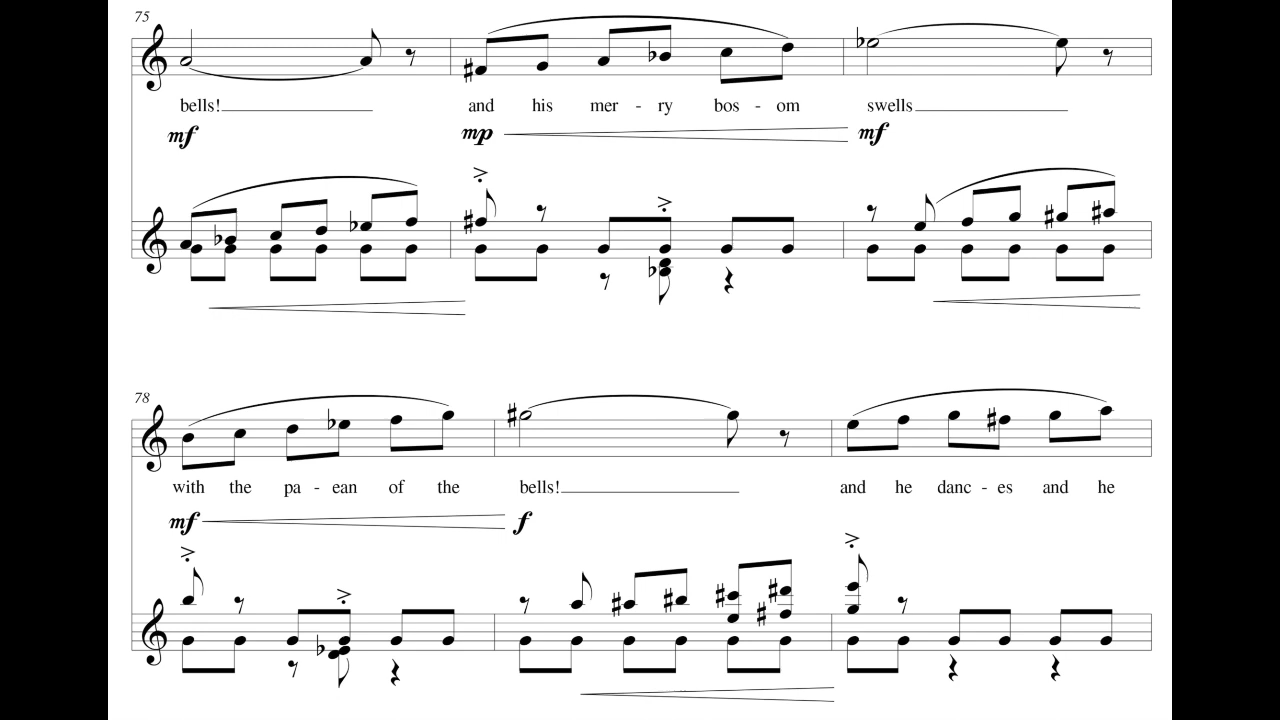 75
bells!
and his mer - ry bos - om
swells
mf
mp
mf
78
with the pa - ean of the
bells!
and he danc - es and he
mf
f